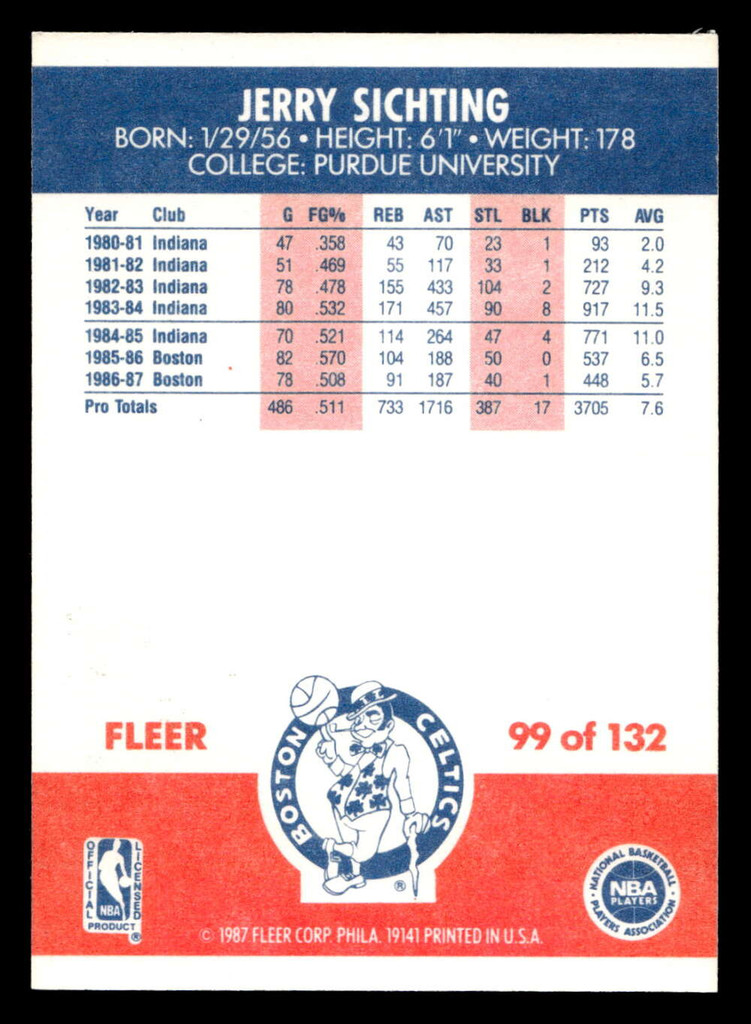 JERRY SICHTING
BORN: 1/29/56 • HEIGHT: 6'1" • WEIGHT: 178
COLLEGE: PURDUE UNIVERSITY
Year Club G FG% REB AST STL BLK PTS AVG
1980-81 Indiana 47 .358 43 70 23 1 93 2.0
1981-82 Indiana 51 .469 55 117 33 1 212 4.2
1982-83 Indiana 78 .478 155 433 104 2 727 9.3
1983-84 Indiana 80 .532 171 457 90 8 917 11.5
1984-85 Indiana 70 .521 114 264 47 4 771 11.0
1985-86 Boston 82 .570 104 188 50 0 537 6.5
1986-87 Boston 78 .508 91 187 40 1 448 5.7
Pro Totals 486 .511 733 1716 387 17 3705 7.6
FLEER
BOSTON CELTICS
®
99 of 132
OFFICIAL LICENSED
NBA
PRODUCT
®
NATIONAL BASKETBALL
NBA
PLAYERS
PLAYERS ASSOCIATION
© 1987 FLEER CORP. PHILA. 19141 PRINTED IN U.S.A.